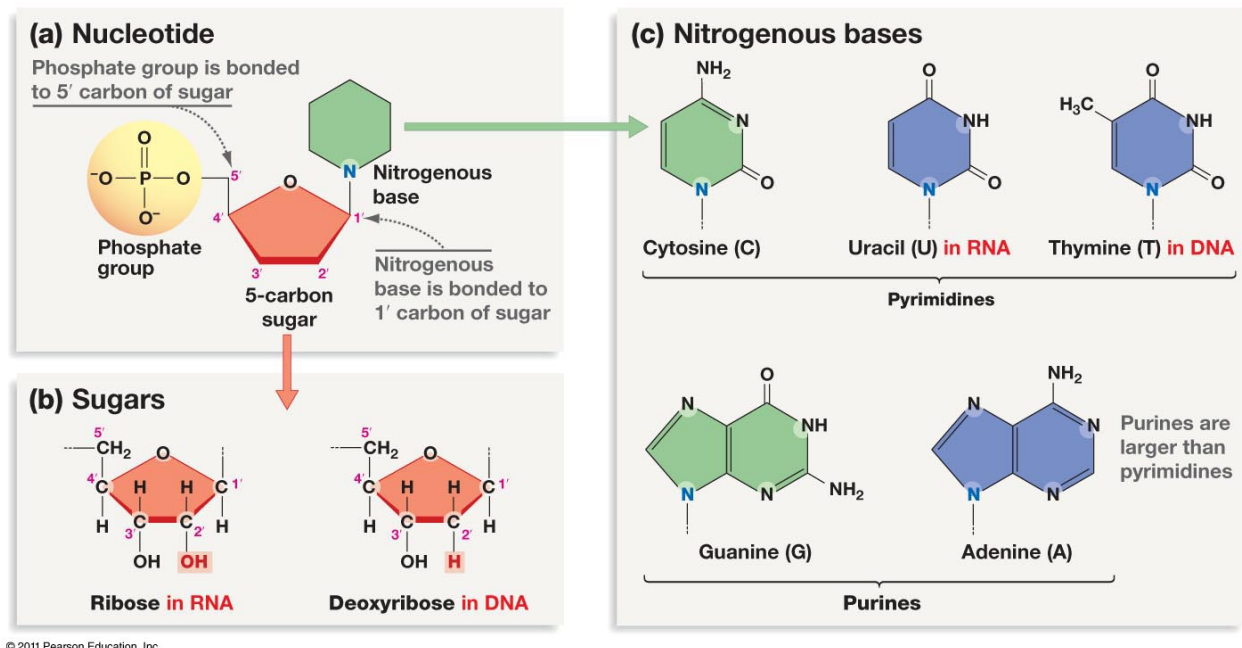 (a) Nucleotide
Phosphate group is bonded
to 5′ carbon of sugar
O
⁻O
P
O
O⁻
Phosphate
group
5′
4′
3′
2′
1′
O
N
Nitrogenous
base
5-carbon
sugar
Nitrogenous
base is bonded to
1′ carbon of sugar
(b) Sugars
5′
CH₂
O
4′
C
H
H
C
1′
H
C
C
H
3′
2′
OH
OH
Ribose in RNA
5′
CH₂
O
4′
C
H
H
C
1′
H
C
C
H
3′
2′
OH
H
Deoxyribose in DNA
(c) Nitrogenous bases
NH₂
N
N
O
Cytosine (C)
O
NH
N
O
Uracil (U) in RNA
O
H₃C
NH
N
O
Thymine (T) in DNA
Pyrimidines
O
N
NH
N
N
NH₂
Guanine (G)
NH₂
N
N
N
N
Adenine (A)
Purines are
larger than
pyrimidines
Purines
© 2011 Pearson Education, Inc.